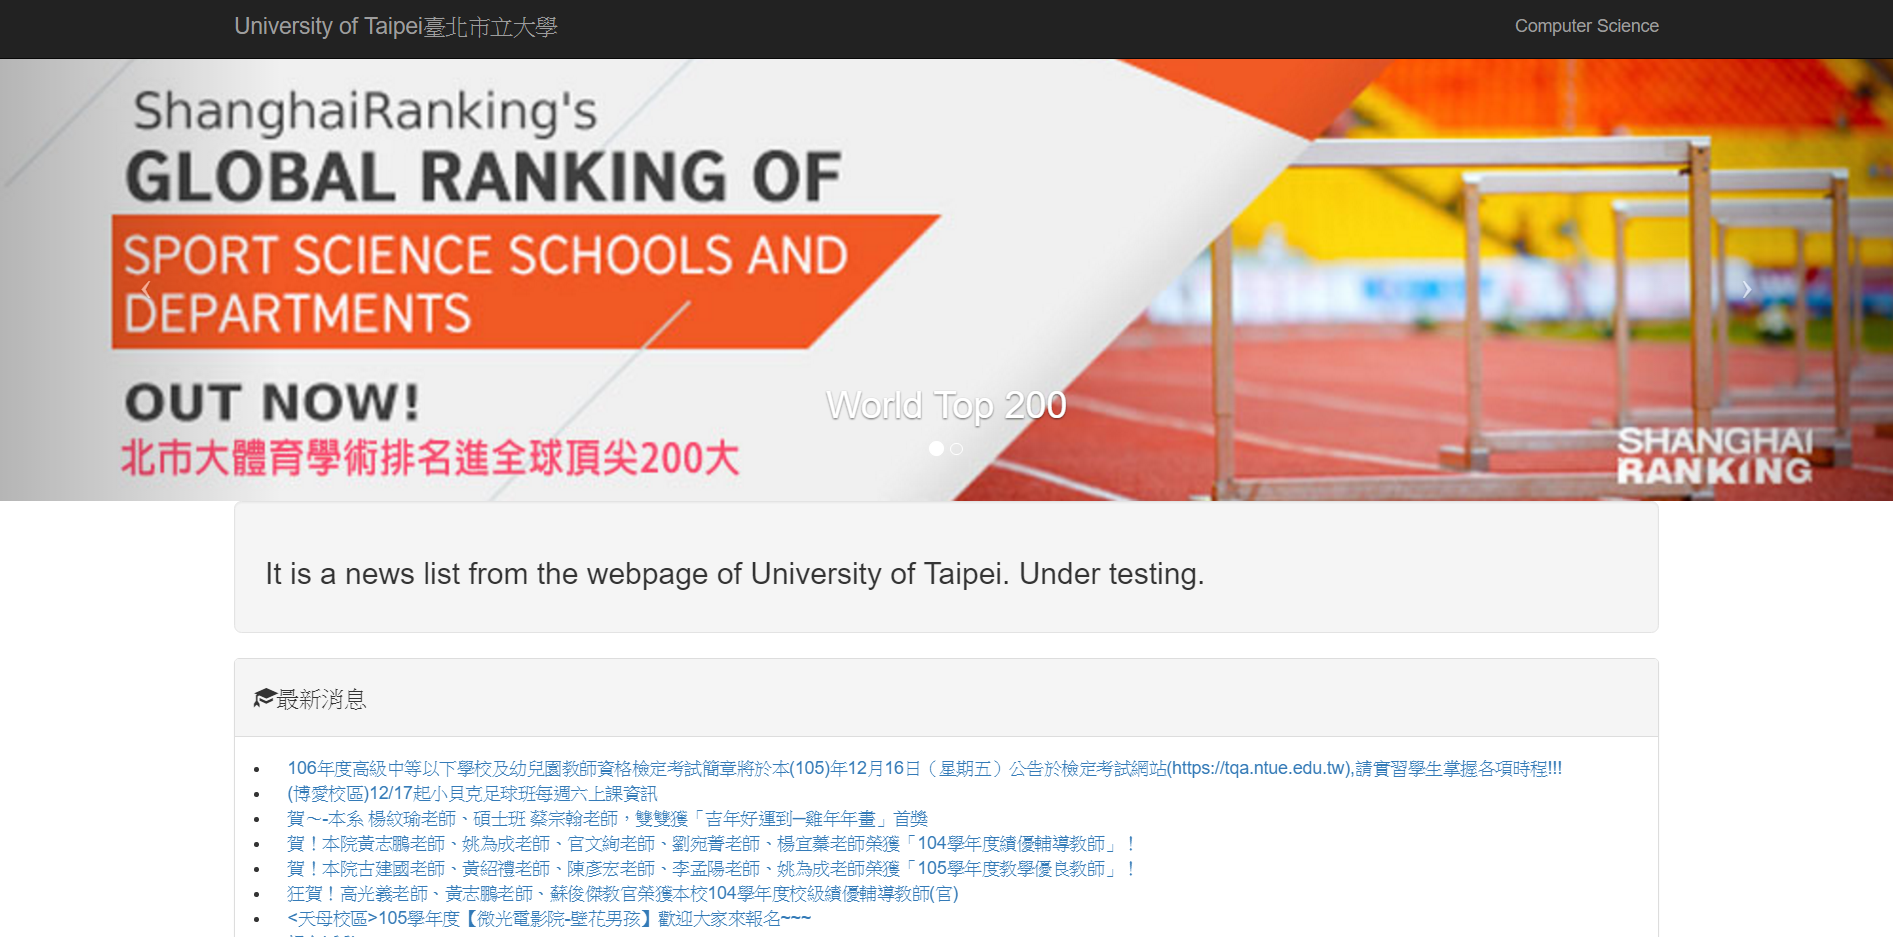 University of Taipei臺北市立大學
Computer Science
ShanghaiRanking's
GLOBAL RANKING OF
SPORT SCIENCE SCHOOLS AND
DEPARTMENTS
OUT NOW!
北市大體育學術排名進全球頂尖200大
World Top 200
SHANGHAI
RANKING
It is a news list from the webpage of University of Taipei. Under testing.
最新消息
106年度高級中等以下學校及幼兒園教師資格檢定考試簡章將於本(105)年12月16日（星期五）公告於檢定考試網站(https://tqa.ntue.edu.tw),請實習學生掌握各項時程!!!
(博愛校區)12/17起小貝克足球班每週六上課資訊
賀～-本系 楊紋瑜老師、碩士班 蔡宗翰老師，雙雙獲「吉年好運到─雞年年畫」首獎
賀！本院黃志鵬老師、姚為成老師、官文絢老師、劉宛菁老師、楊宜蓁老師榮獲「104學年度績優輔導教師」！
賀！本院古建國老師、黃紹禮老師、陳彥宏老師、李孟陽老師、姚為成老師榮獲「105學年度教學優良教師」！
狂賀！高光義老師、黃志鵬老師、蘇俊傑教官榮獲本校104學年度校級績優輔導教師(官)
<天母校區>105學年度【微光電影院-壁花男孩】歡迎大家來報名~~~